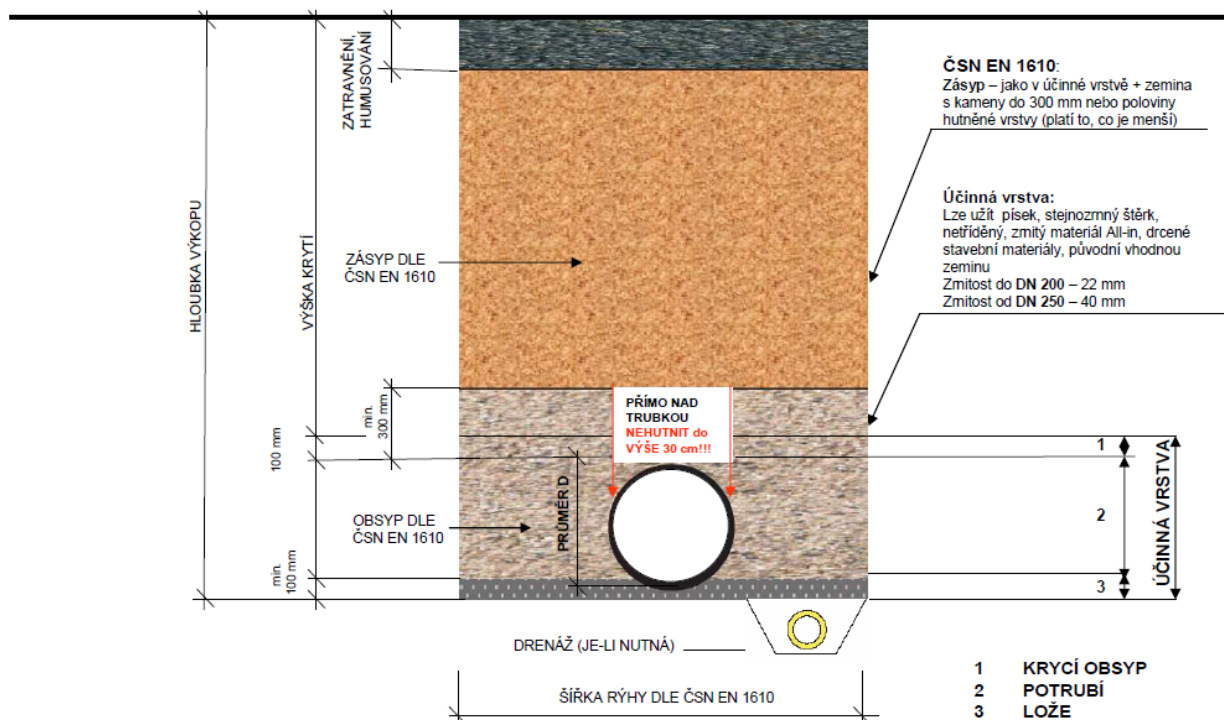 ZATRAVNĚNÍ,
HUMUSOVÁNÍ
HLOUBKA VÝKOPU
VÝŠKA KRYTÍ
ČSN EN 1610:
Zásyp – jako v účinné vrstvě + zemina
s kameny do 300 mm nebo poloviny
hutněné vrstvy (platí to, co je menší)
Účinná vrstva:
Lze užít písek, stejnozrnný štěrk,
netříděný, zrnitý materiál All-in, drcené
stavební materiály, původní vhodnou
zeminu
Zrnitost do DN 200 – 22 mm
Zrnitost od DN 250 – 40 mm
ZÁSYP DLE
ČSN EN 1610
min.
300 mm
100 mm
PŘÍMO NAD
TRUBKOU
NEHUTNIT do
VÝŠE 30 cm!!!
PRŮMĚR D
OBSYP DLE
ČSN EN 1610
min.
100 mm
1
2
3
ÚČINNÁ VRSTVA
DRENÁŽ (JE-LI NUTNÁ)
ŠÍŘKA RÝHY DLE ČSN EN 1610
1 KRYCÍ OBSYP
2 POTRUBÍ
3 LOŽE